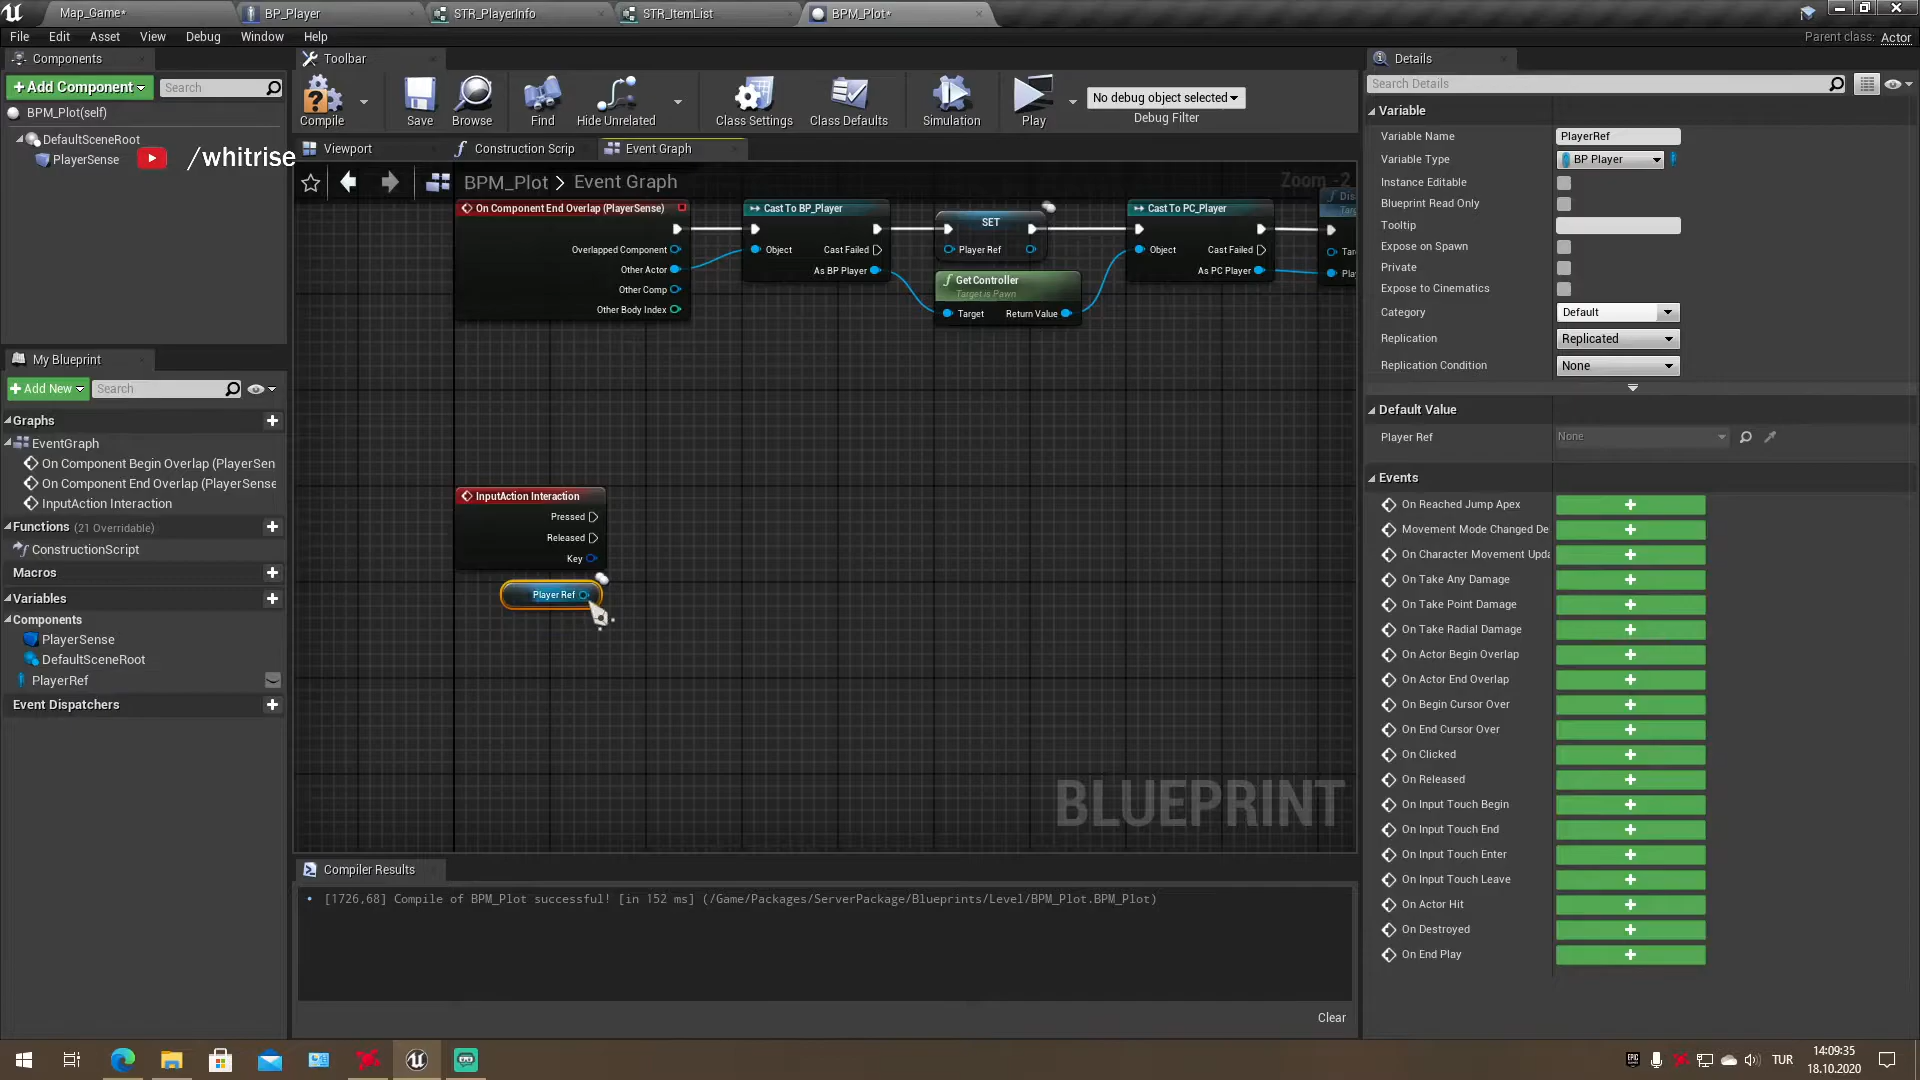 Map_Game*
BP_Player
STR_PlayerInfo
STR_ItemList
BPM_Plot*
File
Edit
Asset
View
Debug
Window
Help
Parent class: Actor
Components
Toolbar
Details
Add Component
Search
BPM_Plot(self)
DefaultSceneRoot
PlayerSense
/whitrise
Compile
Save
Browse
Find
Hide Unrelated
Class Settings
Class Defaults
Simulation
Play
No debug object selected
Debug Filter
Viewport
Construction Scrip
Event Graph
BPM_Plot > Event Graph
Zoom -2
On Component End Overlap (PlayerSense)
Overlapped Component
Other Actor
Other Comp
Other Body Index
Cast To BP_Player
Object
Cast Failed
As BP Player
SET
Player Ref
GetController
Target is Pawn
Target
Return Value
Cast To PC_Player
Object
Cast Failed
As PC Player
InputAction Interaction
Pressed
Released
Key
Player Ref
BLUEPRINT
My Blueprint
Add New
Search
Graphs
EventGraph
On Component Begin Overlap (PlayerSen
On Component End Overlap (PlayerSense
InputAction Interaction
Functions (21 Overridable)
ConstructionScript
Macros
Variables
Components
PlayerSense
DefaultSceneRoot
PlayerRef
Event Dispatchers
Compiler Results
[1726,68] Compile of BPM_Plot successful! [in 152 ms] (/Game/Packages/ServerPackage/Blueprints/Level/BPM_Plot.BPM_Plot)
Clear
Search Details
Variable
Variable Name
PlayerRef
Variable Type
BP Player
Instance Editable
Blueprint Read Only
Tooltip
Expose on Spawn
Private
Expose to Cinematics
Category
Default
Replication
Replicated
Replication Condition
None
Default Value
Player Ref
None
Events
On Reached Jump Apex
Movement Mode Changed De
On Character Movement Upda
On Take Any Damage
On Take Point Damage
On Take Radial Damage
On Actor Begin Overlap
On Actor End Overlap
On Begin Cursor Over
On End Cursor Over
On Clicked
On Released
On Input Touch Begin
On Input Touch End
On Input Touch Enter
On Input Touch Leave
On Actor Hit
On Destroyed
On End Play
TUR
14:09:35
18.10.2020